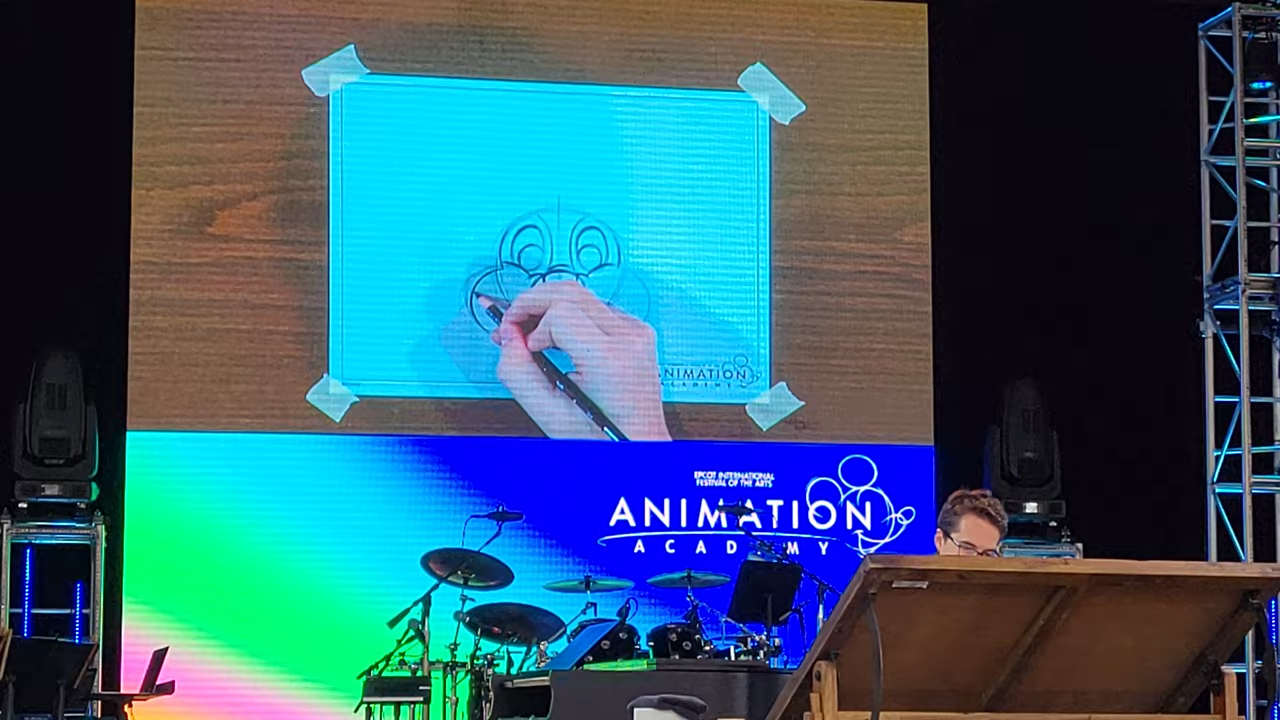 ANIMATION
ACADEMY
EPCOT INTERNATIONAL
FESTIVAL OF THE ARTS
ANIMATION
ACADEMY